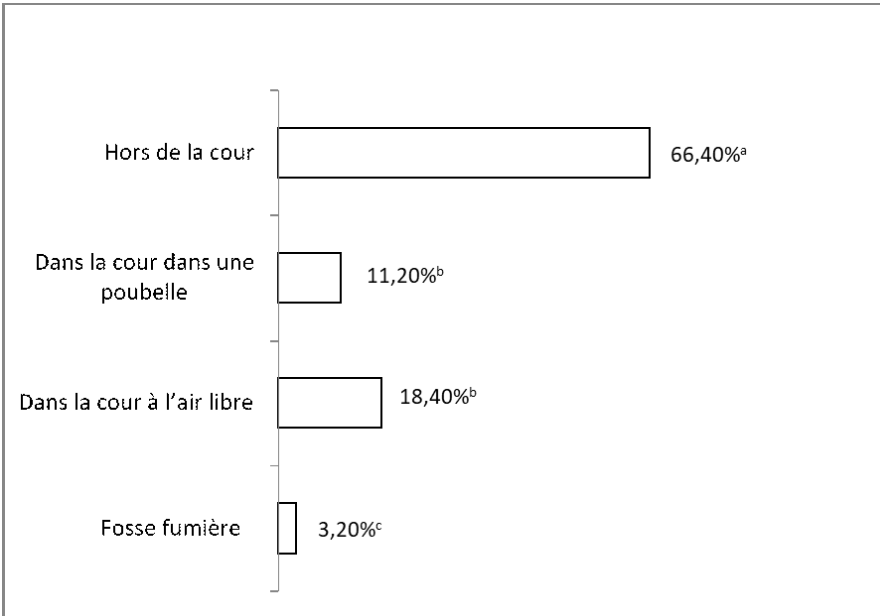 Hors de la cour
66,40%ᵃ
Dans la cour dans une
poubelle
11,20%ᵇ
Dans la cour à l’air libre
18,40%ᵇ
Fosse fumière
3,20%ᶜ